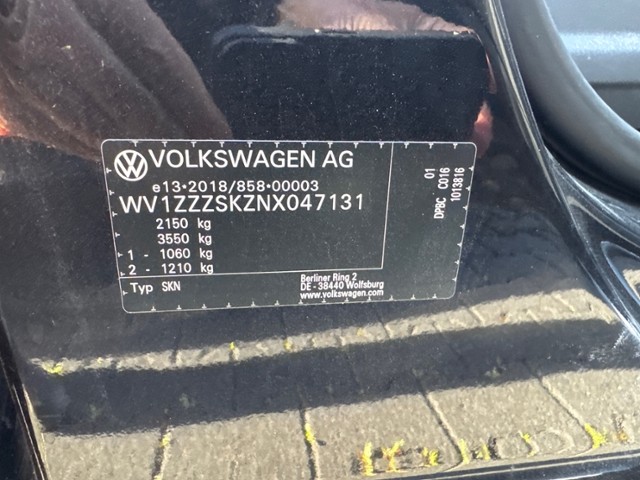 VOLKSWAGEN AG
e13*2018/858*00003
WV1ZZZSKZNX047131
2150 kg
3550 kg
1 - 1060 kg
2 - 1210 kg
Typ SKN
Berliner Ring 2
DE - 38440 Wolfsburg
www.volkswagen.com
01
DPBC C016
1013816